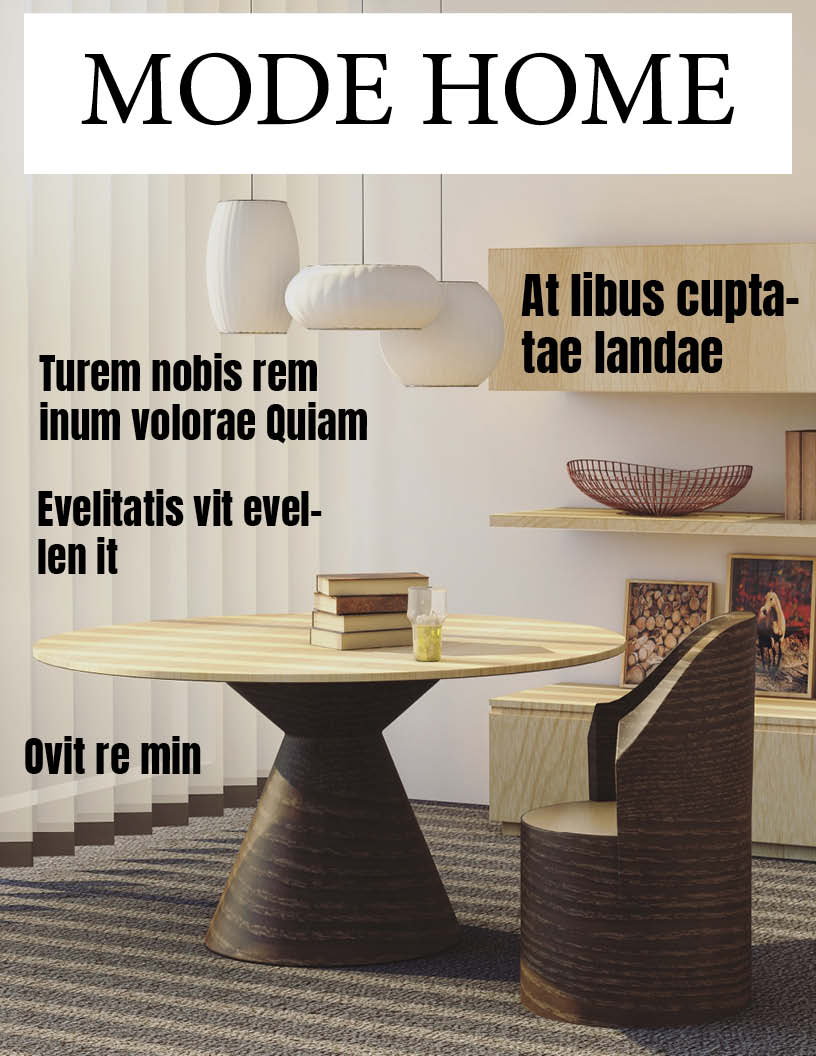 MODE HOME
At libus cupta-
tae landae
Turem nobis rem
inum volorae Quiam
Evelitatis vit evel-
len it
Ovit re min